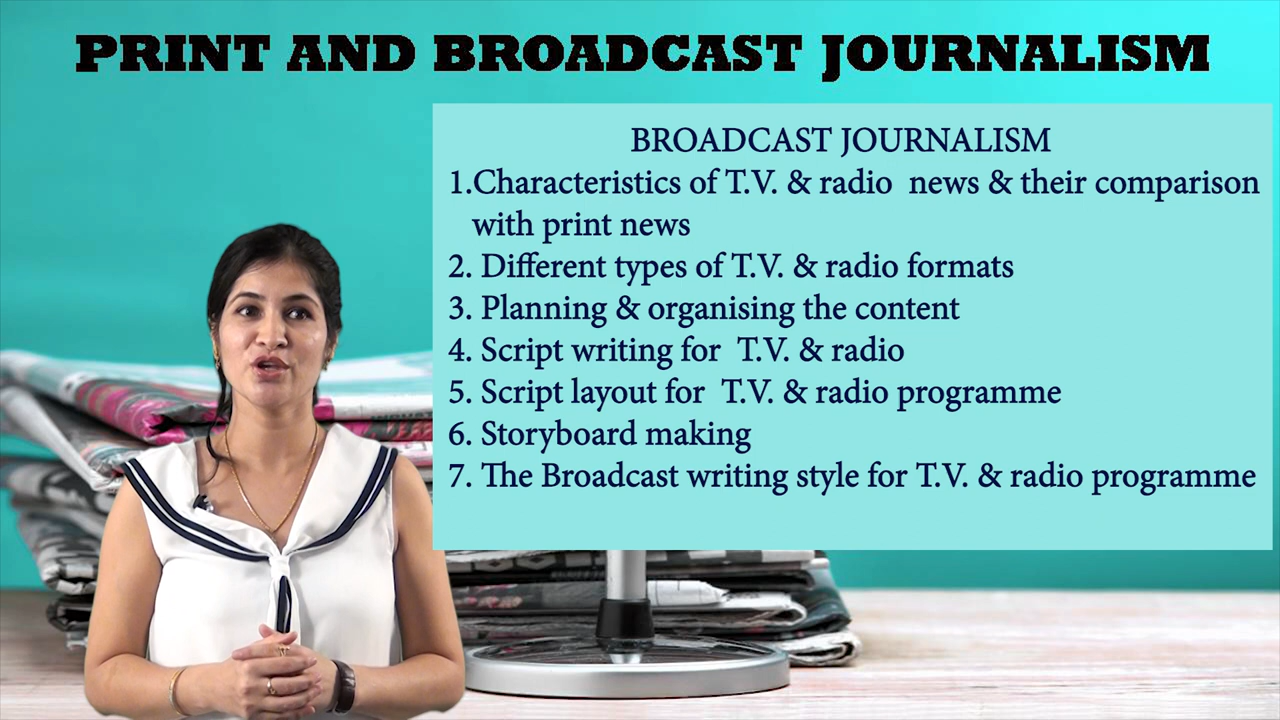 PRINT AND BROADCAST JOURNALISM
BROADCAST JOURNALISM
1.Characteristics of T.V. & radio news & their comparison
with print news
2. Different types of T.V. & radio formats
3. Planning & organising the content
4. Script writing for T.V. & radio
5. Script layout for T.V. & radio programme
6. Storyboard making
7. The Broadcast writing style for T.V. & radio programme